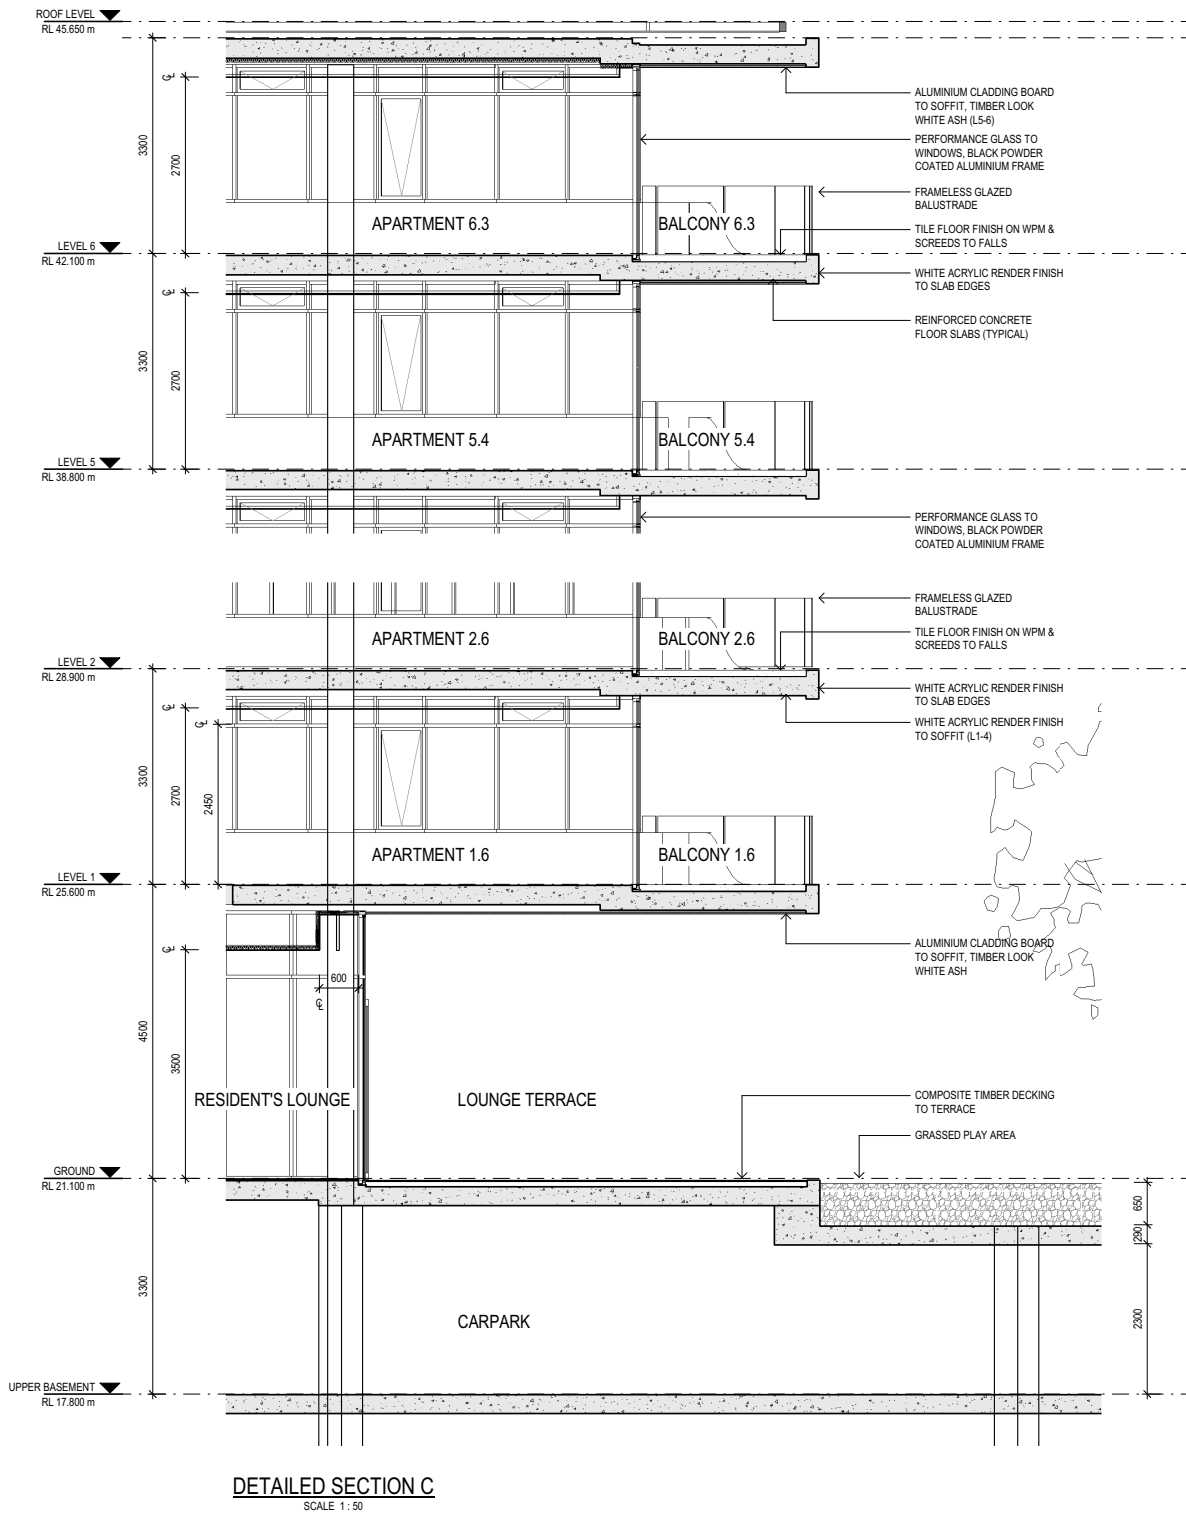 ROOF LEVEL
RL 45.650 m
ALUMINIUM CLADDING BOARD
TO SOFFIT, TIMBER LOOK
WHITE ASH (L5-6)
PERFORMANCE GLASS TO
WINDOWS, BLACK POWDER
COATED ALUMINIUM FRAME
3300
2700
FRAMELESS GLAZED
BALUSTRADE
APARTMENT 6.3
BALCONY 6.3
TILE FLOOR FINISH ON WPM &
SCREEDS TO FALLS
LEVEL 6
RL 42.100 m
WHITE ACRYLIC RENDER FINISH
TO SLAB EDGES
REINFORCED CONCRETE
FLOOR SLABS (TYPICAL)
3300
2700
APARTMENT 5.4
BALCONY 5.4
LEVEL 5
RL 38.800 m
PERFORMANCE GLASS TO
WINDOWS, BLACK POWDER
COATED ALUMINIUM FRAME
FRAMELESS GLAZED
BALUSTRADE
APARTMENT 2.6
BALCONY 2.6
TILE FLOOR FINISH ON WPM &
SCREEDS TO FALLS
LEVEL 2
RL 28.900 m
WHITE ACRYLIC RENDER FINISH
TO SLAB EDGES
WHITE ACRYLIC RENDER FINISH
TO SOFFIT (L1-4)
3300
2700
2450
APARTMENT 1.6
BALCONY 1.6
LEVEL 1
RL 25.600 m
ALUMINIUM CLADDING BOARD
TO SOFFIT, TIMBER LOOK
WHITE ASH
600
4500
3500
RESIDENT'S LOUNGE
LOUNGE TERRACE
COMPOSITE TIMBER DECKING
TO TERRACE
GRASSED PLAY AREA
GROUND
RL 21.100 m
650
290
3300
2300
CARPARK
UPPER BASEMENT
RL 17.800 m
DETAILED SECTION C
SCALE 1 : 50